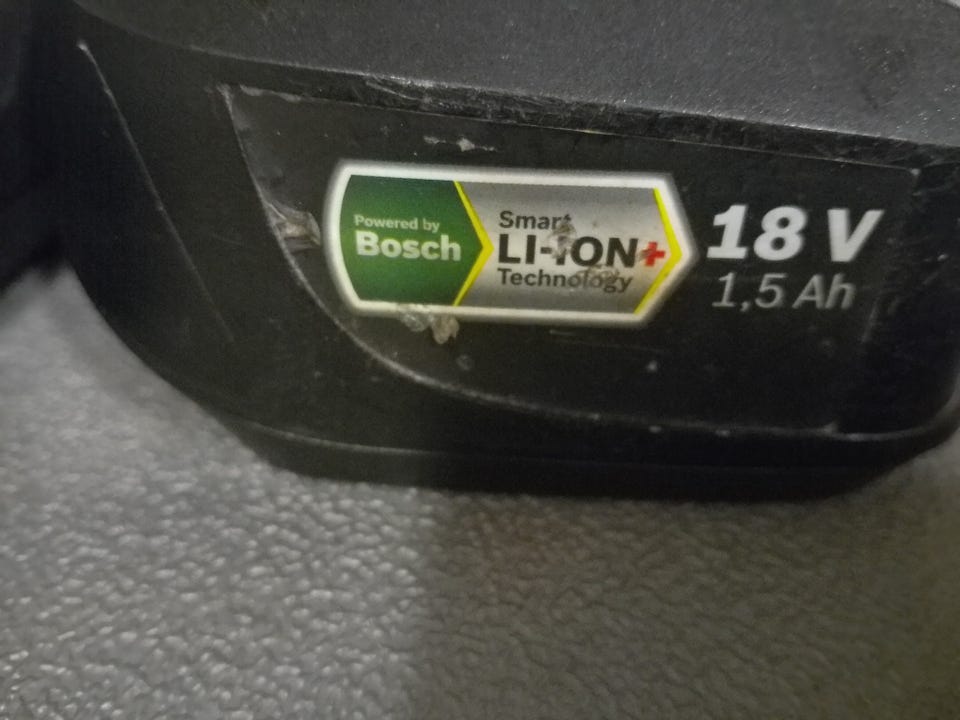 Powered by
Bosch
Smart
LI-ION+
Technology
18 V
1,5 Ah